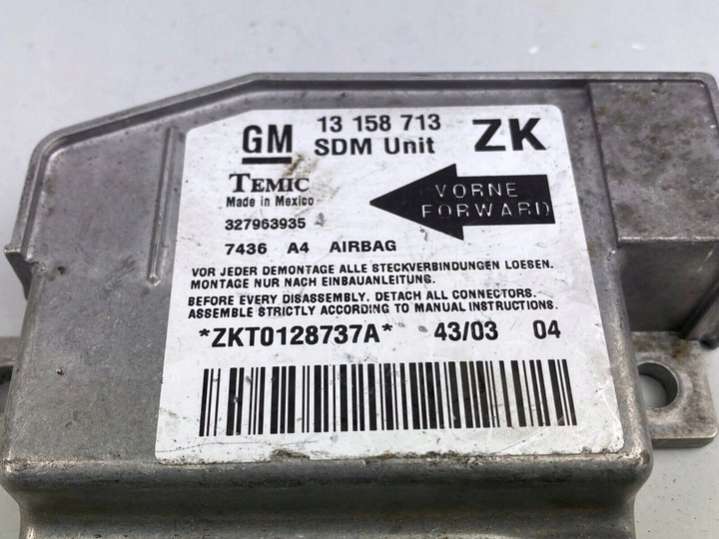 GM 13 158 713 ZK
SDM Unit
TEMIC
Made in Mexico
VORNE
FORWARD
327963935
7436 A4 AIRBAG
VOR JEDER DEMONTAGE ALLE STECKVERBINDUNGEN LOESEN.
MONTAGE NUR NACH EINBAUANLEITUNG.
BEFORE EVERY DISASSEMBLY. DETACH ALL CONNECTORS.
ASSEMBLE STRICTLY ACCORDING TO MANUAL INSTRUCTIONS.
*ZKT0128737A* 43/03 04